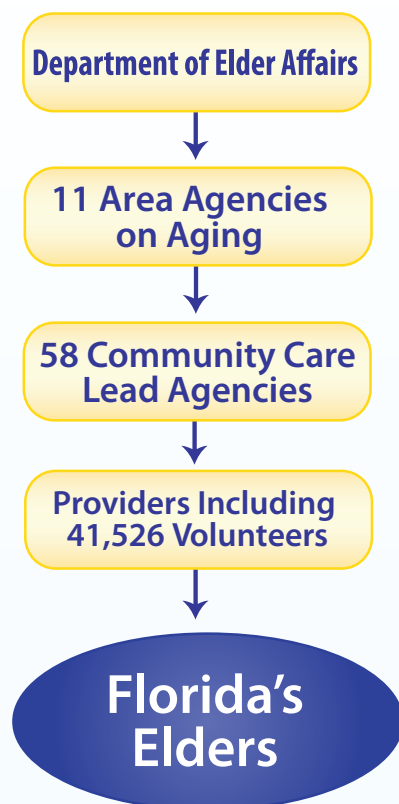 Department of Elder Affairs
11 Area Agencies
on Aging
58 Community Care
Lead Agencies
Providers Including
41,526 Volunteers
Florida's
Elders